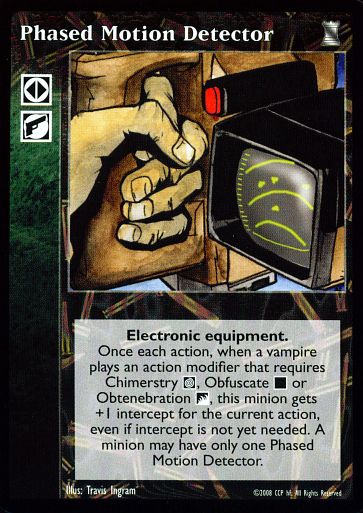 Phased Motion Detector
Electronic equipment.
Once each action, when a vampire
plays an action modifier that requires
Chimerstry, Obfuscate or
Obtenebration, this minion gets
+1 intercept for the current action,
even if intercept is not yet needed. A
minion may have only one Phased
Motion Detector.
Illus: Travis Ingram
©2008 CCP hf. All Rights Reserved